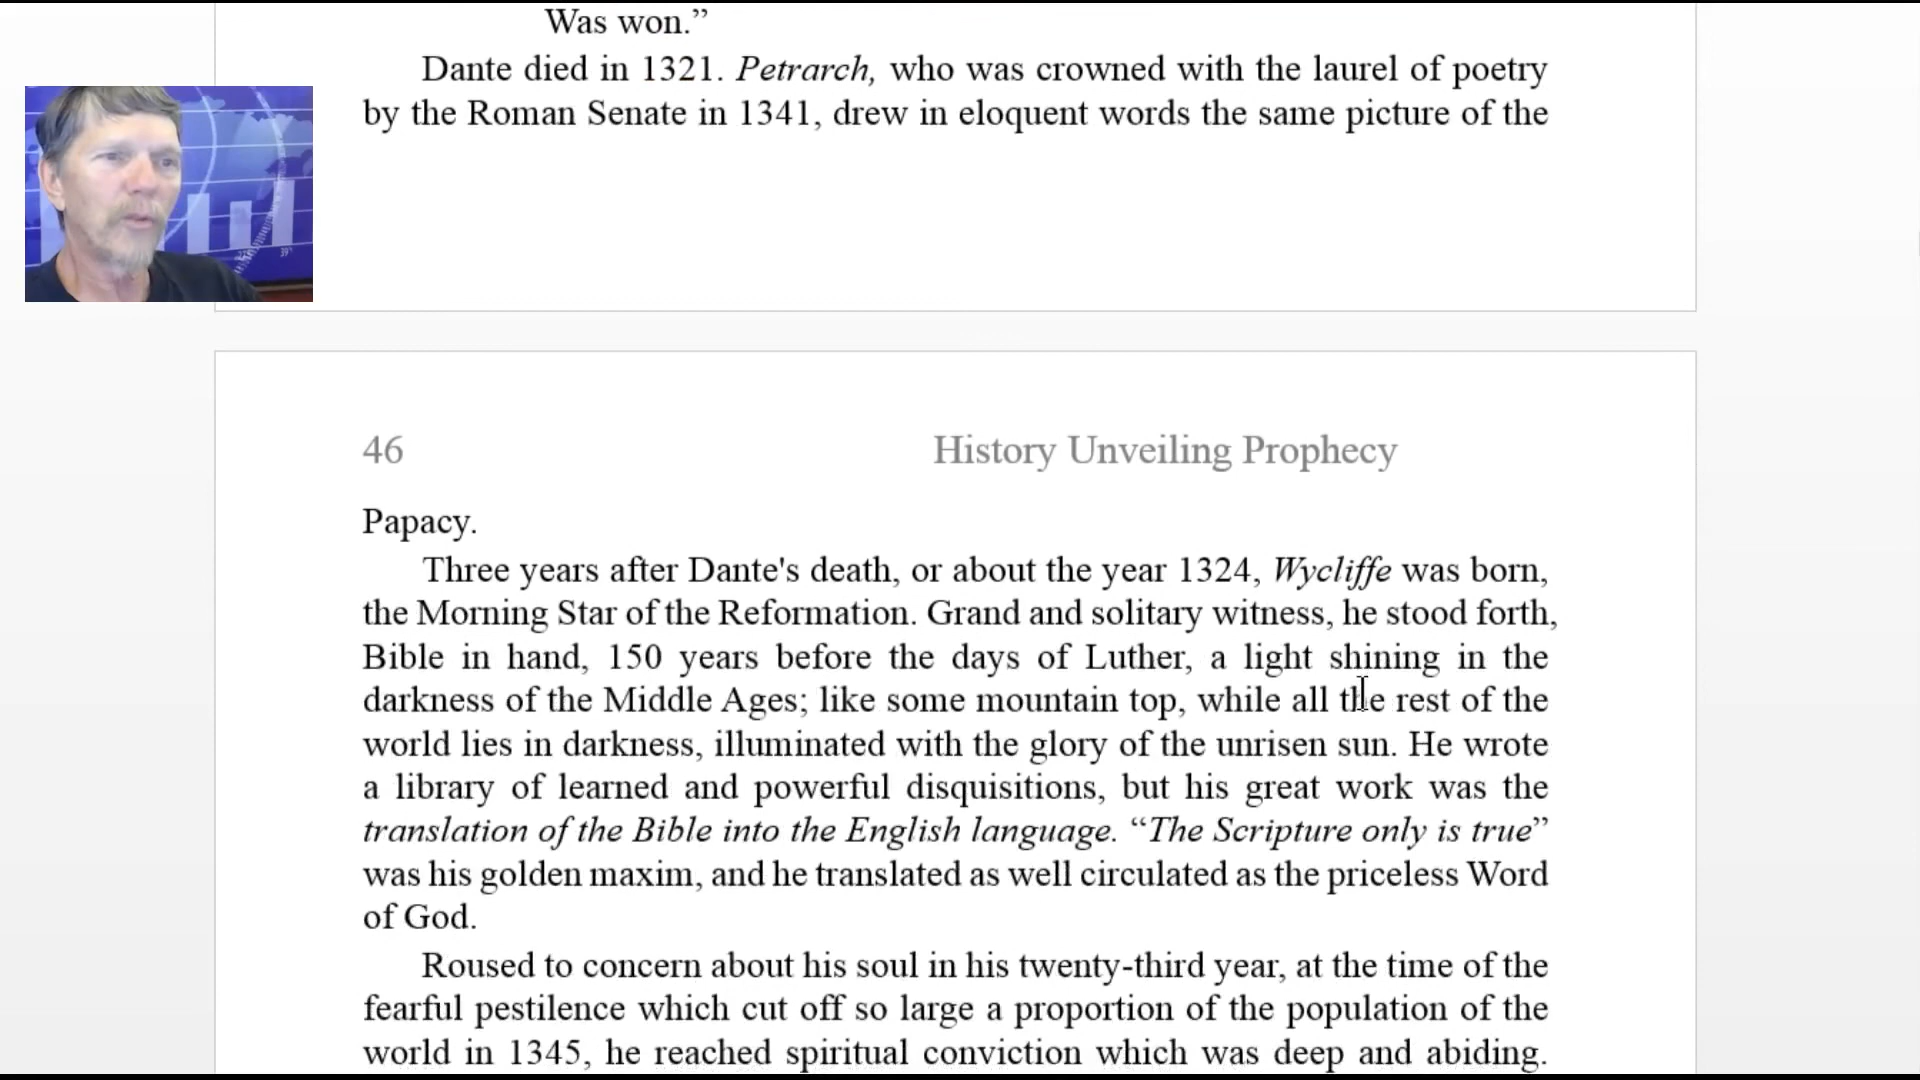 Was won.”
Dante died in 1321. Petrarch, who was crowned with the laurel of poetry
by the Roman Senate in 1341, drew in eloquent words the same picture of the
39°
46
History Unveiling Prophecy
Papacy.
Three years after Dante's death, or about the year 1324, Wycliffe was born,
the Morning Star of the Reformation. Grand and solitary witness, he stood forth,
Bible in hand, 150 years before the days of Luther, a light shining in the
darkness of the Middle Ages; like some mountain top, while all the rest of the
world lies in darkness, illuminated with the glory of the unrisen sun. He wrote
a library of learned and powerful disquisitions, but his great work was the
translation of the Bible into the English language. “The Scripture only is true”
was his golden maxim, and he translated as well circulated as the priceless Word
of God.
Roused to concern about his soul in his twenty-third year, at the time of the
fearful pestilence which cut off so large a proportion of the population of the
world in 1345, he reached spiritual conviction which was deep and abiding.